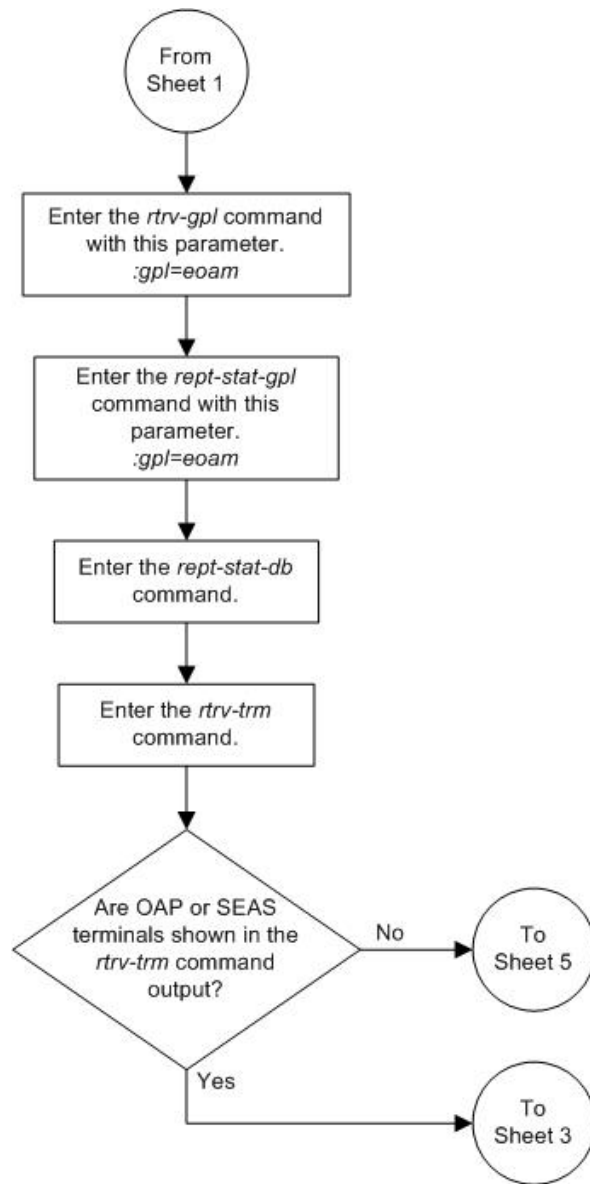 From
Sheet 1
Enter the rtrv-gpl command
with this parameter.
:gpl=eoam
Enter the rept-stat-gpl
command with this
parameter.
:gpl=eoam
Enter the rept-stat-db
command.
Enter the rtrv-trm
command.
Are OAP or SEAS
terminals shown in the
rtrv-trm command
output?
No
To
Sheet 5
Yes
To
Sheet 3